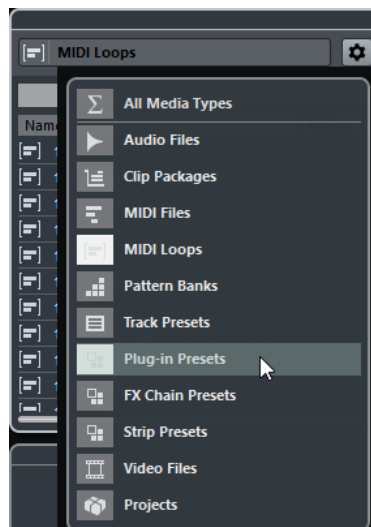 MIDI Loops
All Media Types
Name
Audio Files
Clip Packages
MIDI Files
MIDI Loops
Pattern Banks
Track Presets
Plug-in Presets
FX Chain Presets
Strip Presets
Video Files
Projects